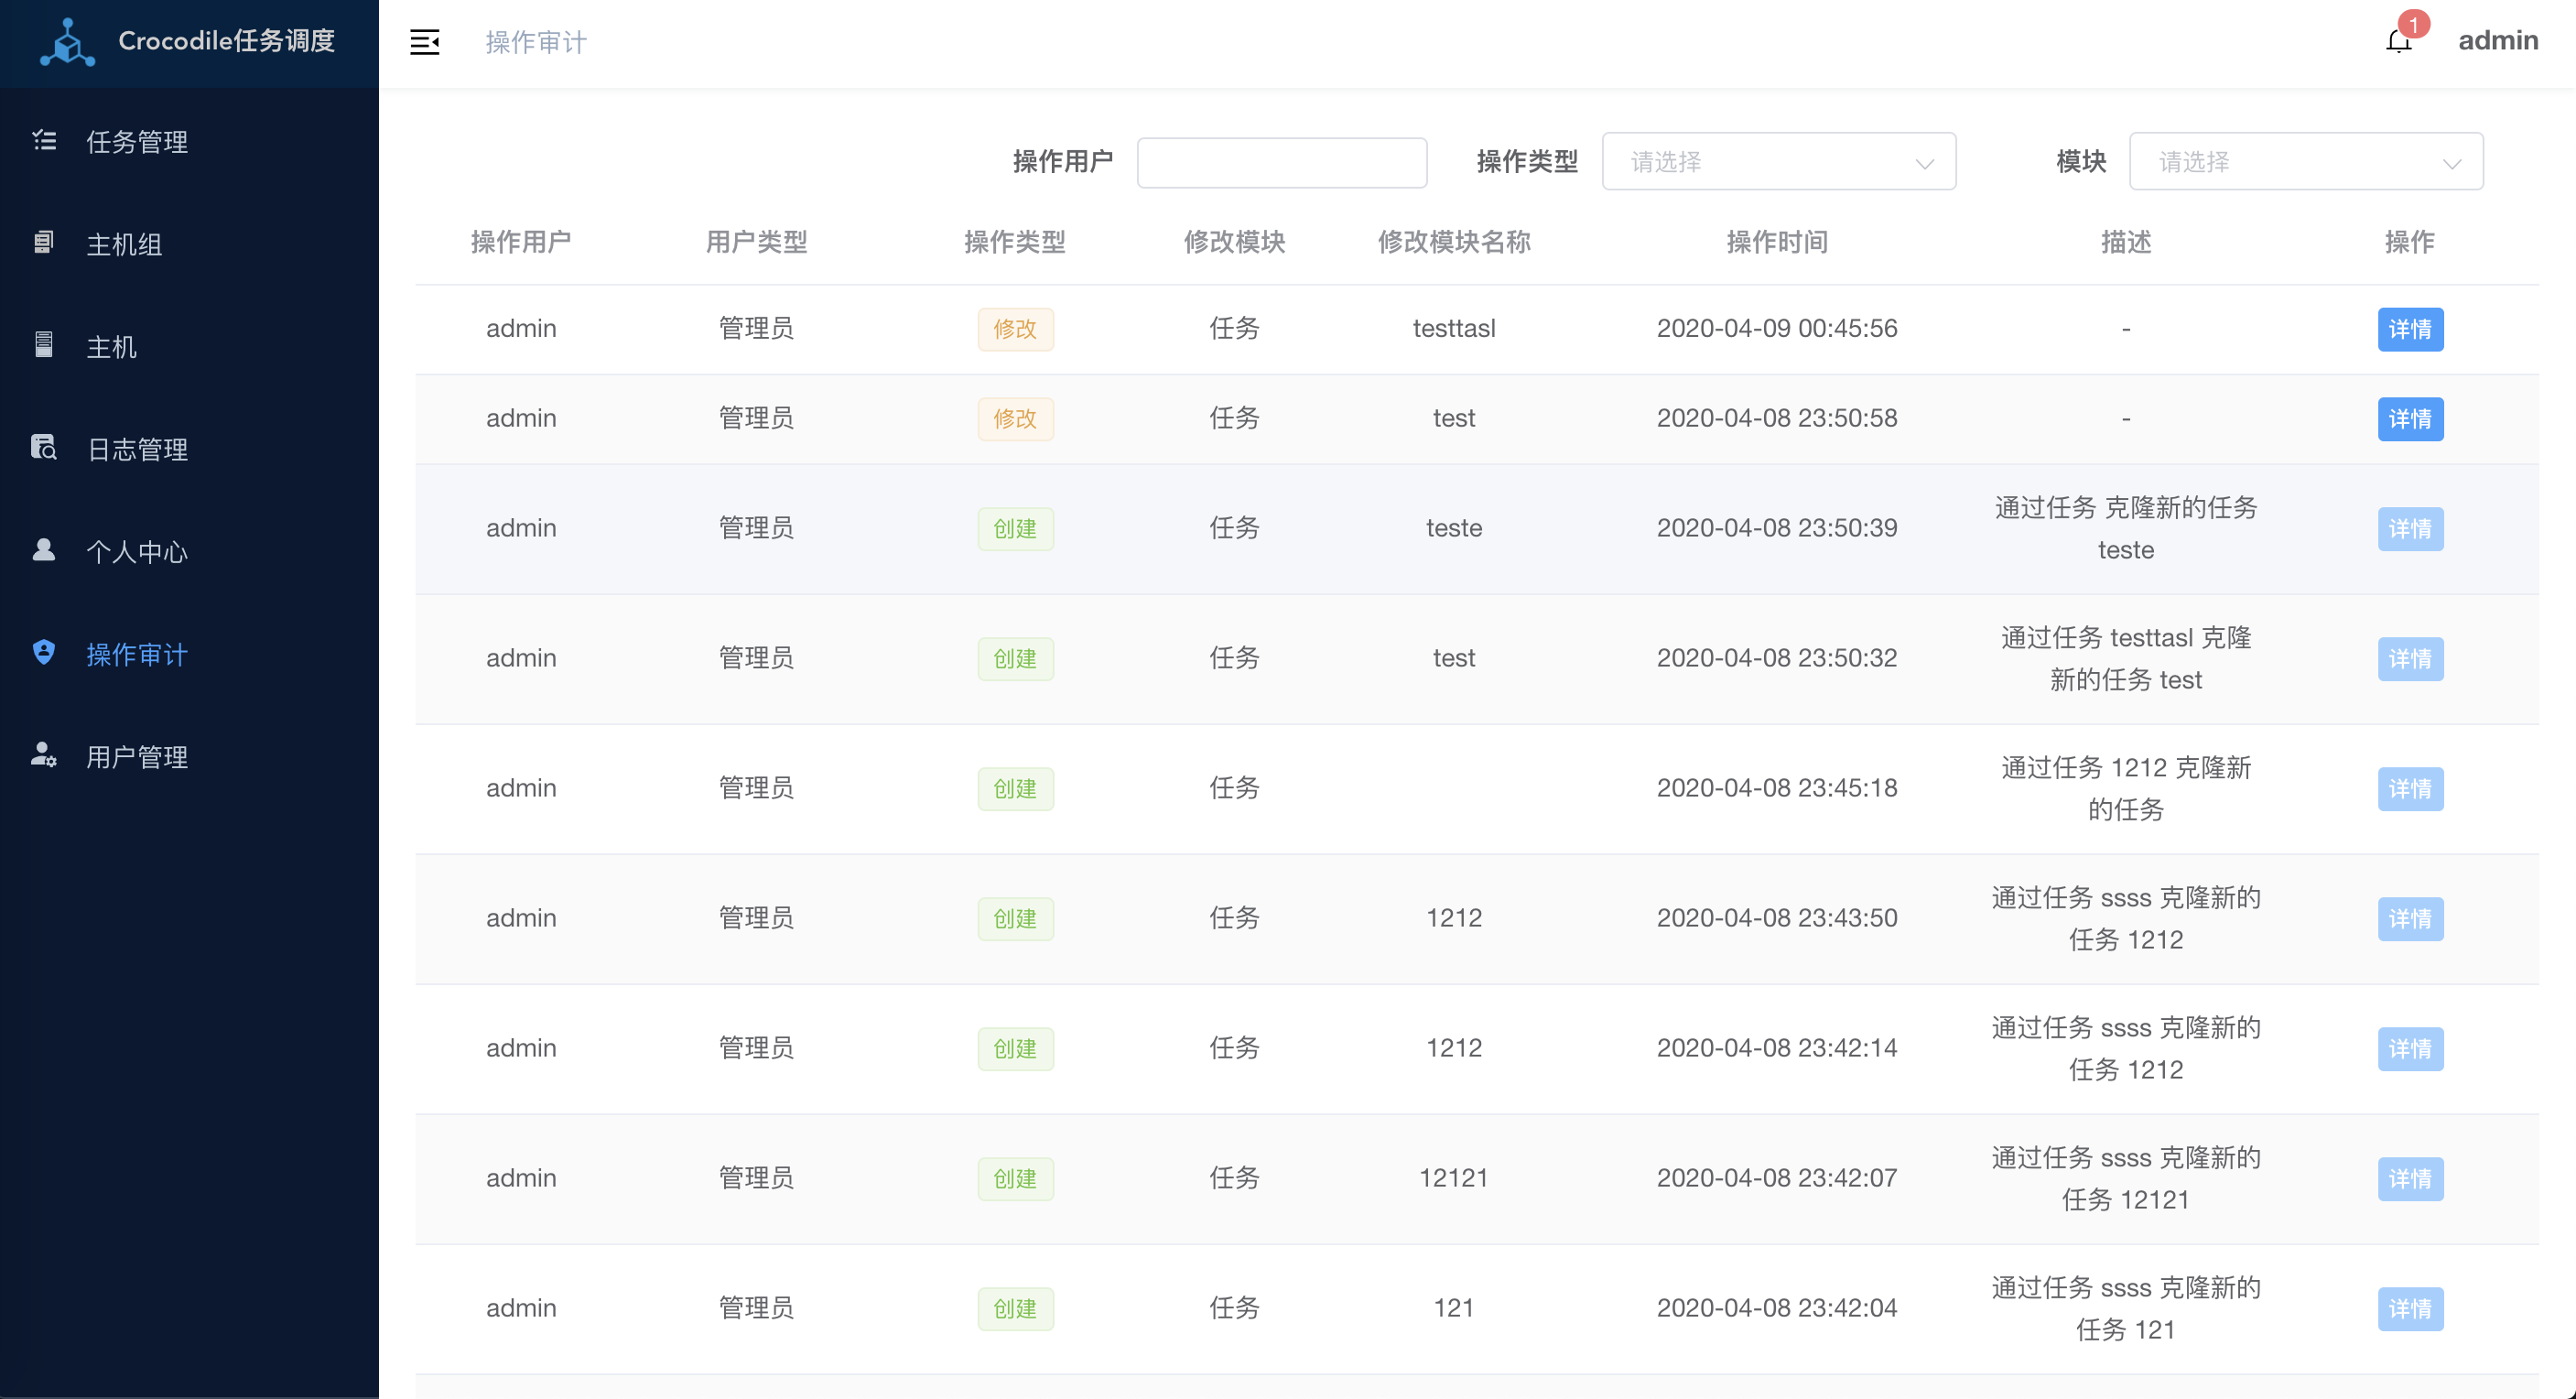 Crocodile任务调度
操作审计
1
admin
任务管理
主机组
主机
日志管理
个人中心
操作审计
用户管理
操作用户
操作类型 请选择
模块 请选择
操作用户 用户类型 操作类型 修改模块 修改模块名称 操作时间 描述 操作
admin 管理员 修改 任务 testtasl 2020-04-09 00:45:56 - 详情
admin 管理员 修改 任务 test 2020-04-08 23:50:58 - 详情
admin 管理员 创建 任务 teste 2020-04-08 23:50:39 通过任务 克隆新的任务 详情
teste
admin 管理员 创建 任务 test 2020-04-08 23:50:32 通过任务 testtasl 克隆 详情
新的任务 test
admin 管理员 创建 任务 2020-04-08 23:45:18 通过任务 1212 克隆新 详情
的任务
admin 管理员 创建 任务 1212 2020-04-08 23:43:50 通过任务 ssss 克隆新的 详情
任务 1212
admin 管理员 创建 任务 1212 2020-04-08 23:42:14 通过任务 ssss 克隆新的 详情
任务 1212
admin 管理员 创建 任务 12121 2020-04-08 23:42:07 通过任务 ssss 克隆新的 详情
任务 12121
admin 管理员 创建 任务 121 2020-04-08 23:42:04 通过任务 ssss 克隆新的 详情
任务 121